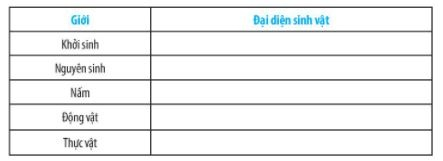 Giới Đại diện sinh vật
Khởi sinh
Nguyên sinh
Nấm
Động vật
Thực vật